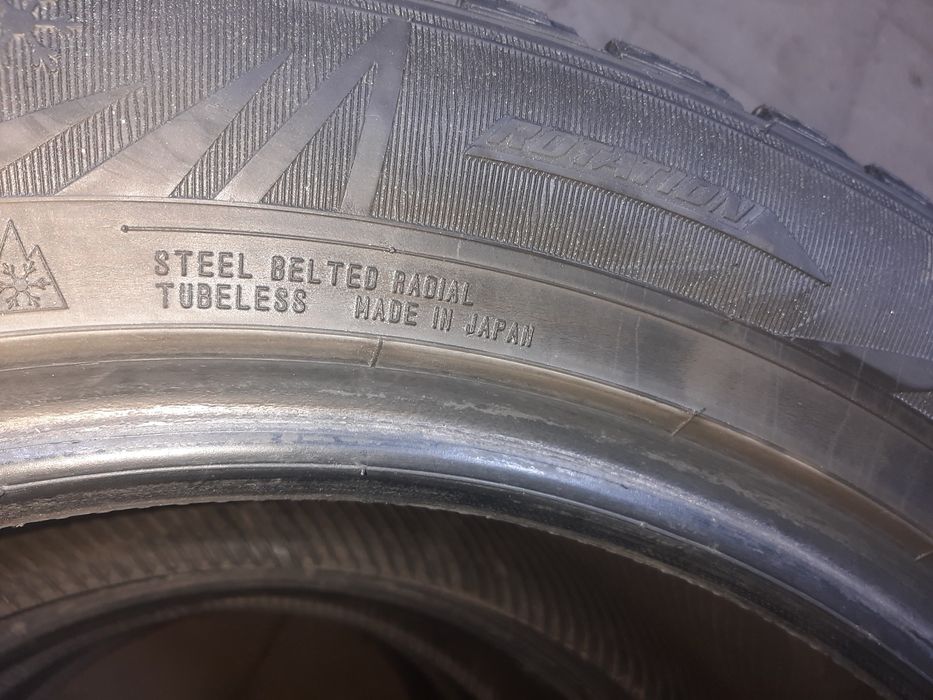 ROTATION
STEEL BELTED RADIAL
TUBELESS MADE IN JAPAN